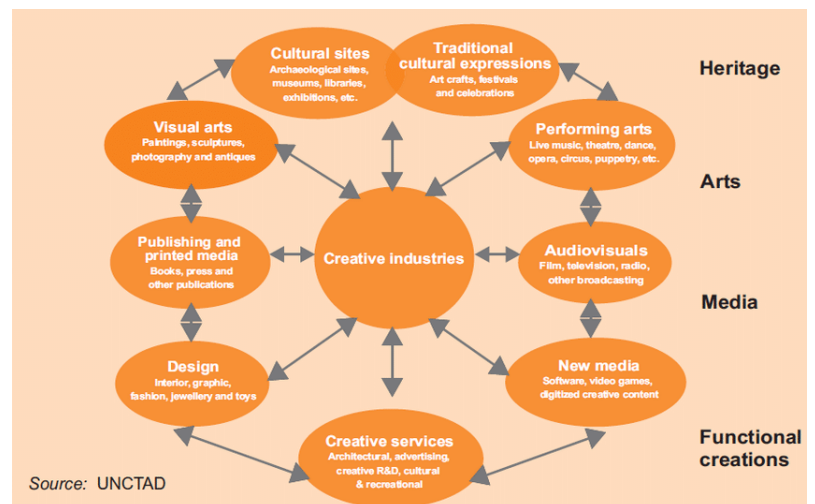 Cultural sites
Archaeological sites,
museums, libraries,
exhibitions, etc.
Traditional
cultural expressions
Art crafts, festivals
and celebrations
Heritage
Visual arts
Paintings, sculptures,
photography and antiques
Performing arts
Live music, theatre, dance,
opera, circus, puppetry, etc.
Arts
Publishing and
printed media
Books, press and
other publications
Creative industries
Audiovisuals
Film, television, radio,
other broadcasting
Media
Design
Interior, graphic,
fashion, jewellery and toys
New media
Software, video games,
digitized creative content
Creative services
Architectural, advertising,
creative R&D, cultural
& recreational
Functional
creations
Source: UNCTAD